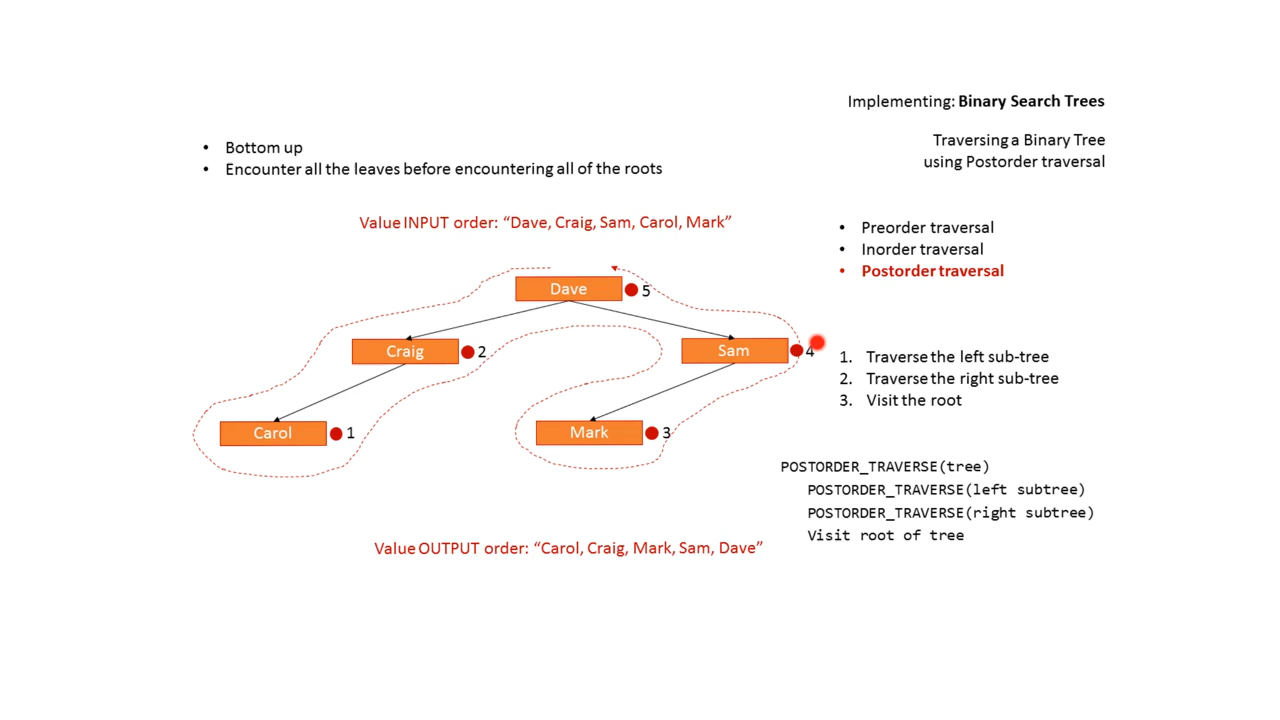 Implementing: Binary Search Trees
Traversing a Binary Tree
using Postorder traversal
• Bottom up
• Encounter all the leaves before encountering all of the roots
Value INPUT order: “Dave, Craig, Sam, Carol, Mark”
• Preorder traversal
• Inorder traversal
• Postorder traversal
Dave 5
Craig 2
Sam 4
Carol 1
Mark 3
1. Traverse the left sub-tree
2. Traverse the right sub-tree
3. Visit the root
POSTORDER_TRAVERSE(tree)
POSTORDER_TRAVERSE(left subtree)
POSTORDER_TRAVERSE(right subtree)
Visit root of tree
Value OUTPUT order: “Carol, Craig, Mark, Sam, Dave”